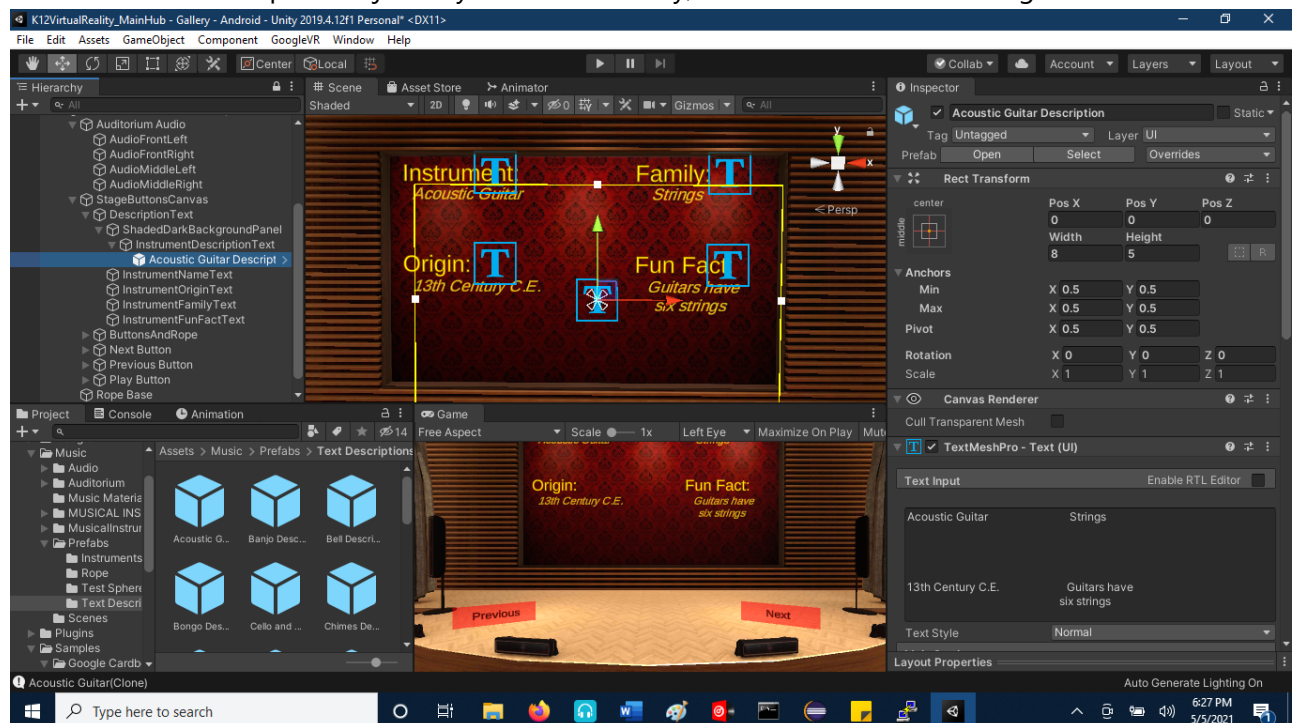 K12VirtualReality_MainHub - Gallery - Android - Unity 2019.4.12f1 Personal* <DX11>
File Edit Assets GameObject Component GoogleVR Window Help
Center Local Collab Account Layers Layout
Hierarchy
All
Auditorium Audio
AudioFrontLeft
AudioFrontRight
AudioMiddleLeft
AudioMiddleRight
StageButtonsCanvas
DescriptionText
ShadedDarkBackgroundPanel
InstrumentDescriptionText
Acoustic Guitar Descript
InstrumentNameText
InstrumentOriginText
InstrumentFamilyText
InstrumentFunFactText
ButtonsAndRope
Next Button
Previous Button
Play Button
Rope Base
Scene Asset Store Animator
Shaded 2D 0 Gizmos All
y
x
Persp
Instrument: Family:
Acoustic Guitar Strings
Origin: Fun Fact
13th Century C.E. Guitars have
six strings
Inspector
Acoustic Guitar Description Static
Tag Untagged Layer UI
Prefab Open Select Overrides
Rect Transform
center Pos X Pos Y Pos Z
middle 0 0 0
Width Height
8 5 R
Anchors
Min X 0.5 Y 0.5
Max X 0.5 Y 0.5
Pivot X 0.5 Y 0.5
Rotation X 0 Y 0 Z 0
Scale X 1 Y 1 Z 1
Canvas Renderer
Cull Transparent Mesh
TextMeshPro - Text (UI)
Text Input Enable RTL Editor
Acoustic Guitar Strings
13th Century C.E. Guitars have
six strings
Text Style Normal
Layout Properties
Project Console Animation
14
Music
Audio
Auditorium
Music Materia
MUSICAL INS
MusicalInstrur
Prefabs
Instruments
Rope
Test Sphere
Text Descri
Scenes
Plugins
Samples
Google Cardb
Assets > Music > Prefabs > Text Descriptions
Acoustic G... Banjo Desc... Bell Descri...
Bongo Des... Cello and ... Chimes De...
Game
Free Aspect Scale 1x Left Eye Maximize On Play Mut
Origin: Fun Fact:
13th Century C.E. Guitars have
six strings
Previous Next
Acoustic Guitar(Clone) Auto Generate Lighting On
Type here to search 6:27 PM
5/5/2021